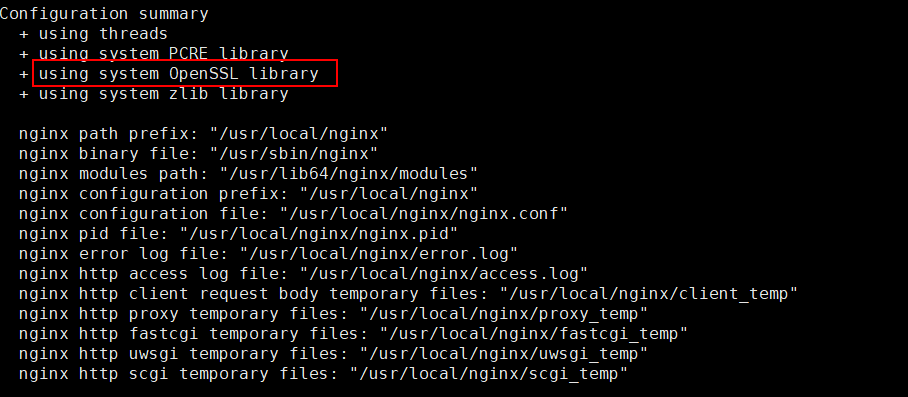 Configuration summary
+ using threads
+ using system PCRE library
+ using system OpenSSL library
+ using system zlib library
nginx path prefix: "/usr/local/nginx"
nginx binary file: "/usr/sbin/nginx"
nginx modules path: "/usr/lib64/nginx/modules"
nginx configuration prefix: "/usr/local/nginx"
nginx configuration file: "/usr/local/nginx/nginx.conf"
nginx pid file: "/usr/local/nginx/nginx.pid"
nginx error log file: "/usr/local/nginx/error.log"
nginx http access log file: "/usr/local/nginx/access.log"
nginx http client request body temporary files: "/usr/local/nginx/client_temp"
nginx http proxy temporary files: "/usr/local/nginx/proxy_temp"
nginx http fastcgi temporary files: "/usr/local/nginx/fastcgi_temp"
nginx http uwsgi temporary files: "/usr/local/nginx/uwsgi_temp"
nginx http scgi temporary files: "/usr/local/nginx/scgi_temp"